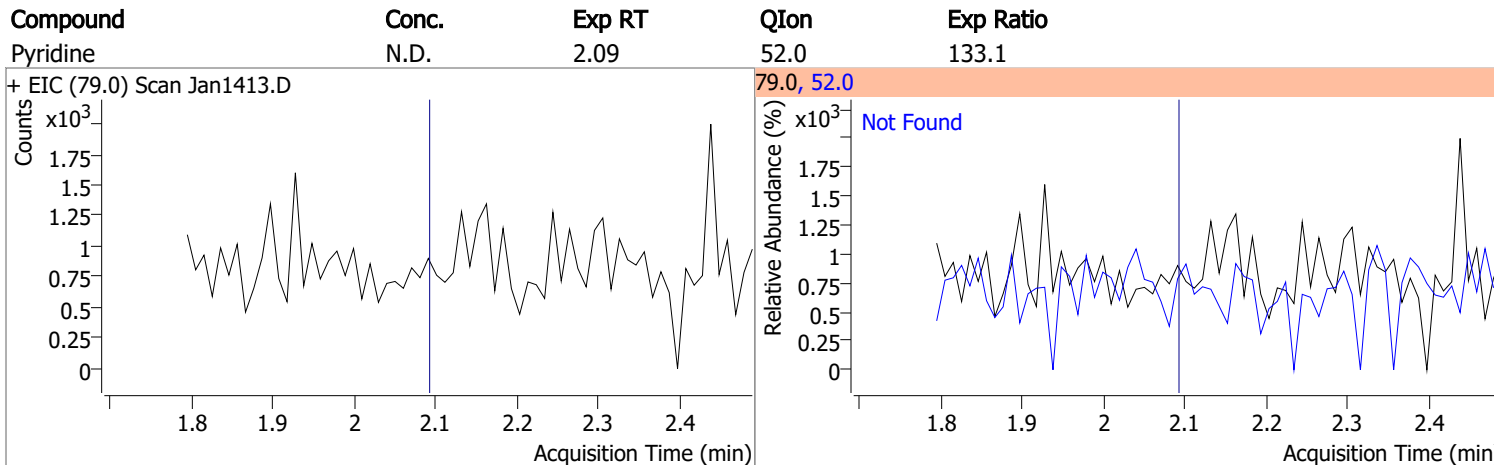 Compound Conc. Exp RT QIon Exp Ratio
Pyridine N.D. 2.09 52.0 133.1
+ EIC (79.0) Scan Jan1413.D
Counts
x10³
1.75
1.5
1.25
1
0.75
0.5
0.25
0
1.8 1.9 2 2.1 2.2 2.3 2.4
Acquisition Time (min)
79.0, 52.0
Relative Abundance (%)
x10³
Not Found
1.75
1.5
1.25
1
0.75
0.5
0.25
0
1.8 1.9 2 2.1 2.2 2.3 2.4
Acquisition Time (min